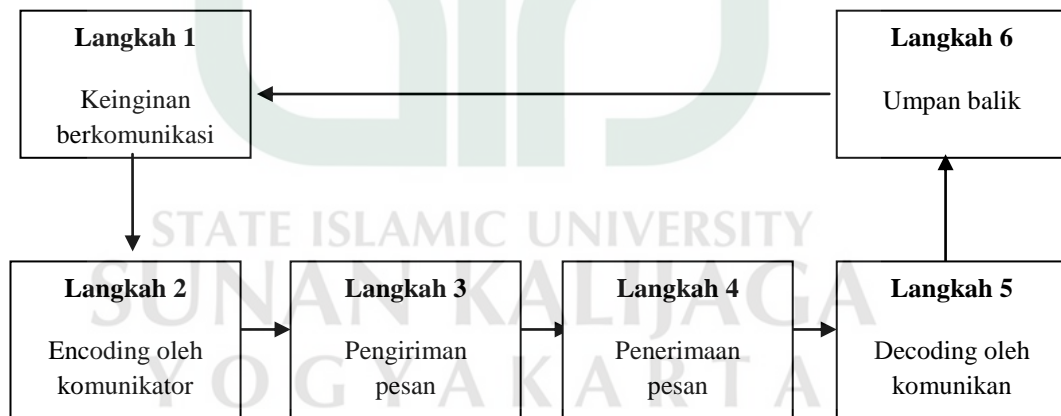 Langkah 1
Keinginan
berkomunikasi
Langkah 6
Umpan balik
STATE ISLAMIC UNIVERSITY
SUNAN KALIJAGA
YOGYAKARTA
Langkah 2
Encoding oleh
komunikator
Langkah 3
Pengiriman
pesan
Langkah 4
Penerimaan
pesan
Langkah 5
Decoding oleh
komunikan